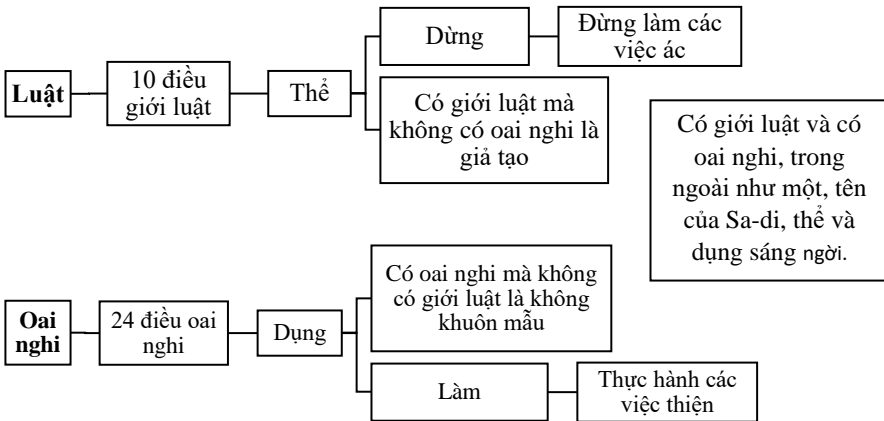 Luật
10 điều
giới luật
Thể
Dừng
Đừng làm các
việc ác
Có giới luật mà
không có oai nghi là
giả tạo
Có giới luật và có
oai nghi, trong
ngoài như một, tên
của Sa-di, thể và
dụng sáng ngời.
Oai
nghi
24 điều oai
nghi
Dụng
Có oai nghi mà không
có giới luật là không
khuôn mẫu
Làm
Thực hành các
việc thiện